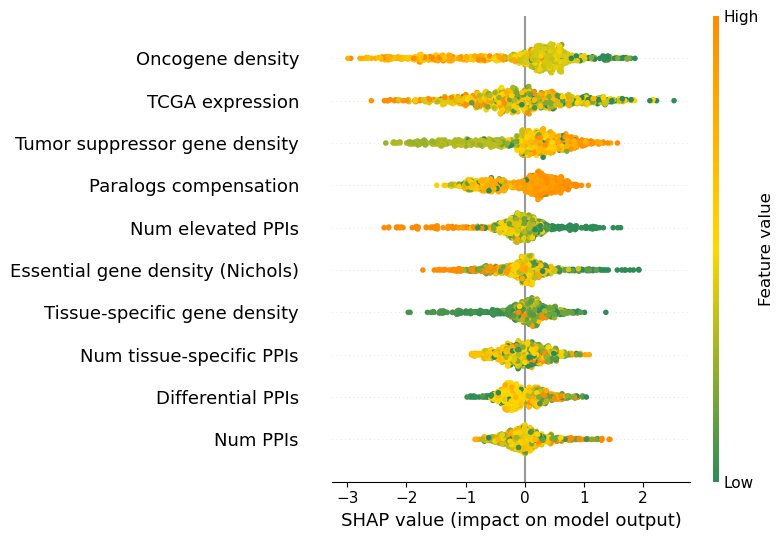 High
Oncogene density
TCGA expression
Tumor suppressor gene density
Paralogs compensation
Num elevated PPIs
Essential gene density (Nichols)
Tissue-specific gene density
Num tissue-specific PPIs
Differential PPIs
Num PPIs
Feature value
Low
−3 −2 −1 0 1 2
SHAP value (impact on model output)